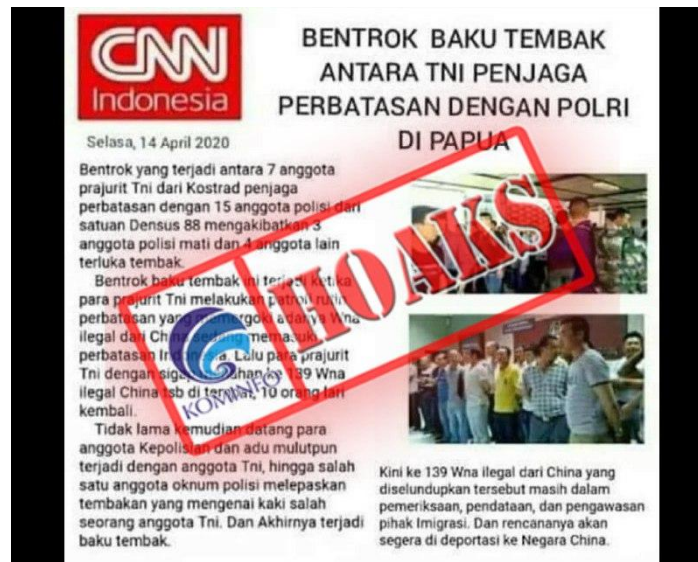 CNN
Indonesia
BENTROK BAKU TEMBAK
ANTARA TNI PENJAGA
PERBATASAN DENGAN POLRI
DI PAPUA
Selasa, 14 April 2020
Bentrok yang terjadi antara 7 anggota
prajurit Tni dari Kostrad penjaga
perbatasan dengan 15 anggota polisi dari
satuan Densus 88 mengakibatkan 3
anggota polisi mati dan 4 anggota lain
terluka tembak.
Bentrok baku tembak ini terjadi ketika
para prajurit Tni melakukan patroli rutin
perbatasan yang memergoki adanya Wna
ilegal dari China sedang memasuki
perbatasan Indonesia. Lalu para prajurit
Tni dengan ke 139 Wna
ilegal China tsb di tempat, 10 orang lari
kembali.
Tidak lama kemudian datang para
anggota Kepolisian dan adu mulutpun
terjadi dengan anggota Tni, hingga salah
satu anggota oknum polisi melepaskan
tembakan yang mengenai kaki salah
seorang anggota Tni. Dan Akhirnya terjadi
baku tembak.
Kini ke 139 Wna ilegal dari China yang
diselundupkan tersebut masih dalam
pemeriksaan, pendataan, dan pengawasan
pihak Imigrasi. Dan rencananya akan
segera di deportasi ke Negara China.
KOMINFO
HOAKS